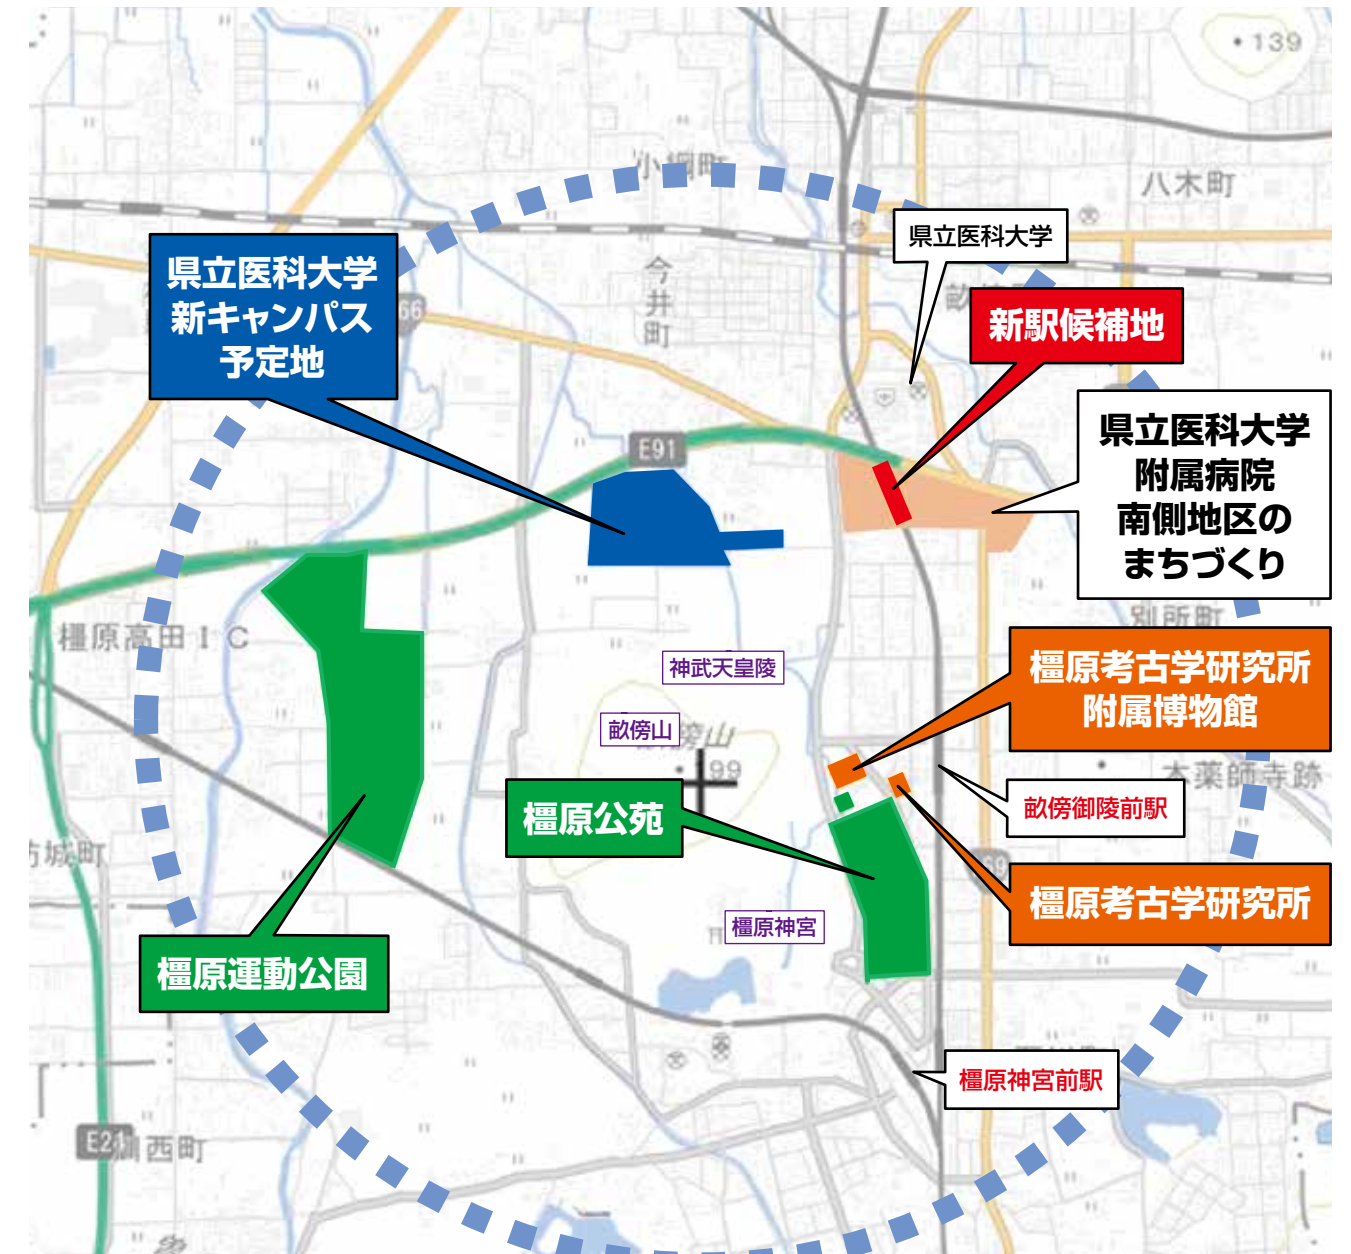 139
小綱町
八木町
県立医科大学
県立医科大学
新キャンパス
予定地
今井町
新駅候補地
県立医科大学
附属病院
南側地区の
まちづくり
E91
別所町
橿原高田IC
神武天皇陵
橿原考古学研究所
附属博物館
畝傍山
199
本薬師寺跡
橿原公苑
畝傍御陵前駅
橿原考古学研究所
橿原神宮
橿原運動公園
橿原神宮前駅
E24
西町